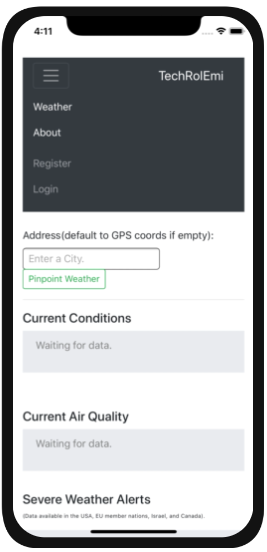 4:11
TechRolEmi
Weather
About
Register
Login
Address(default to GPS coords if empty):
Enter a City.
Pinpoint Weather
Current Conditions
Waiting for data.
Current Air Quality
Waiting for data.
Severe Weather Alerts
(Data available in the USA, EU member nations, Israel, and Canada).